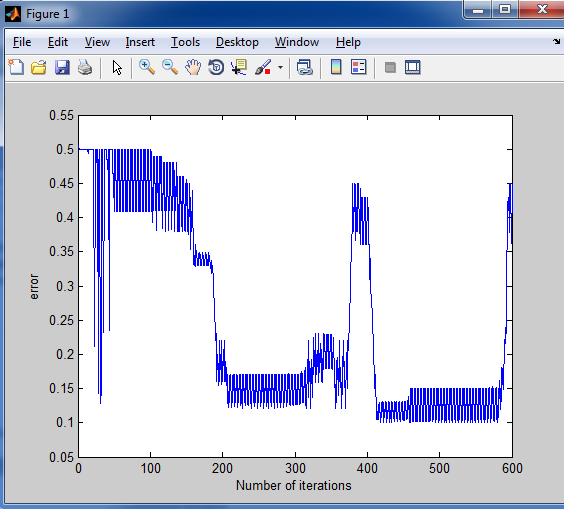 Figure 1
File Edit View Insert Tools Desktop Window Help
0.55
0.5
0.45
0.4
0.35
0.3
0.25
0.2
0.15
0.1
0.05
error
0 100 200 300 400 500 600
Number of iterations